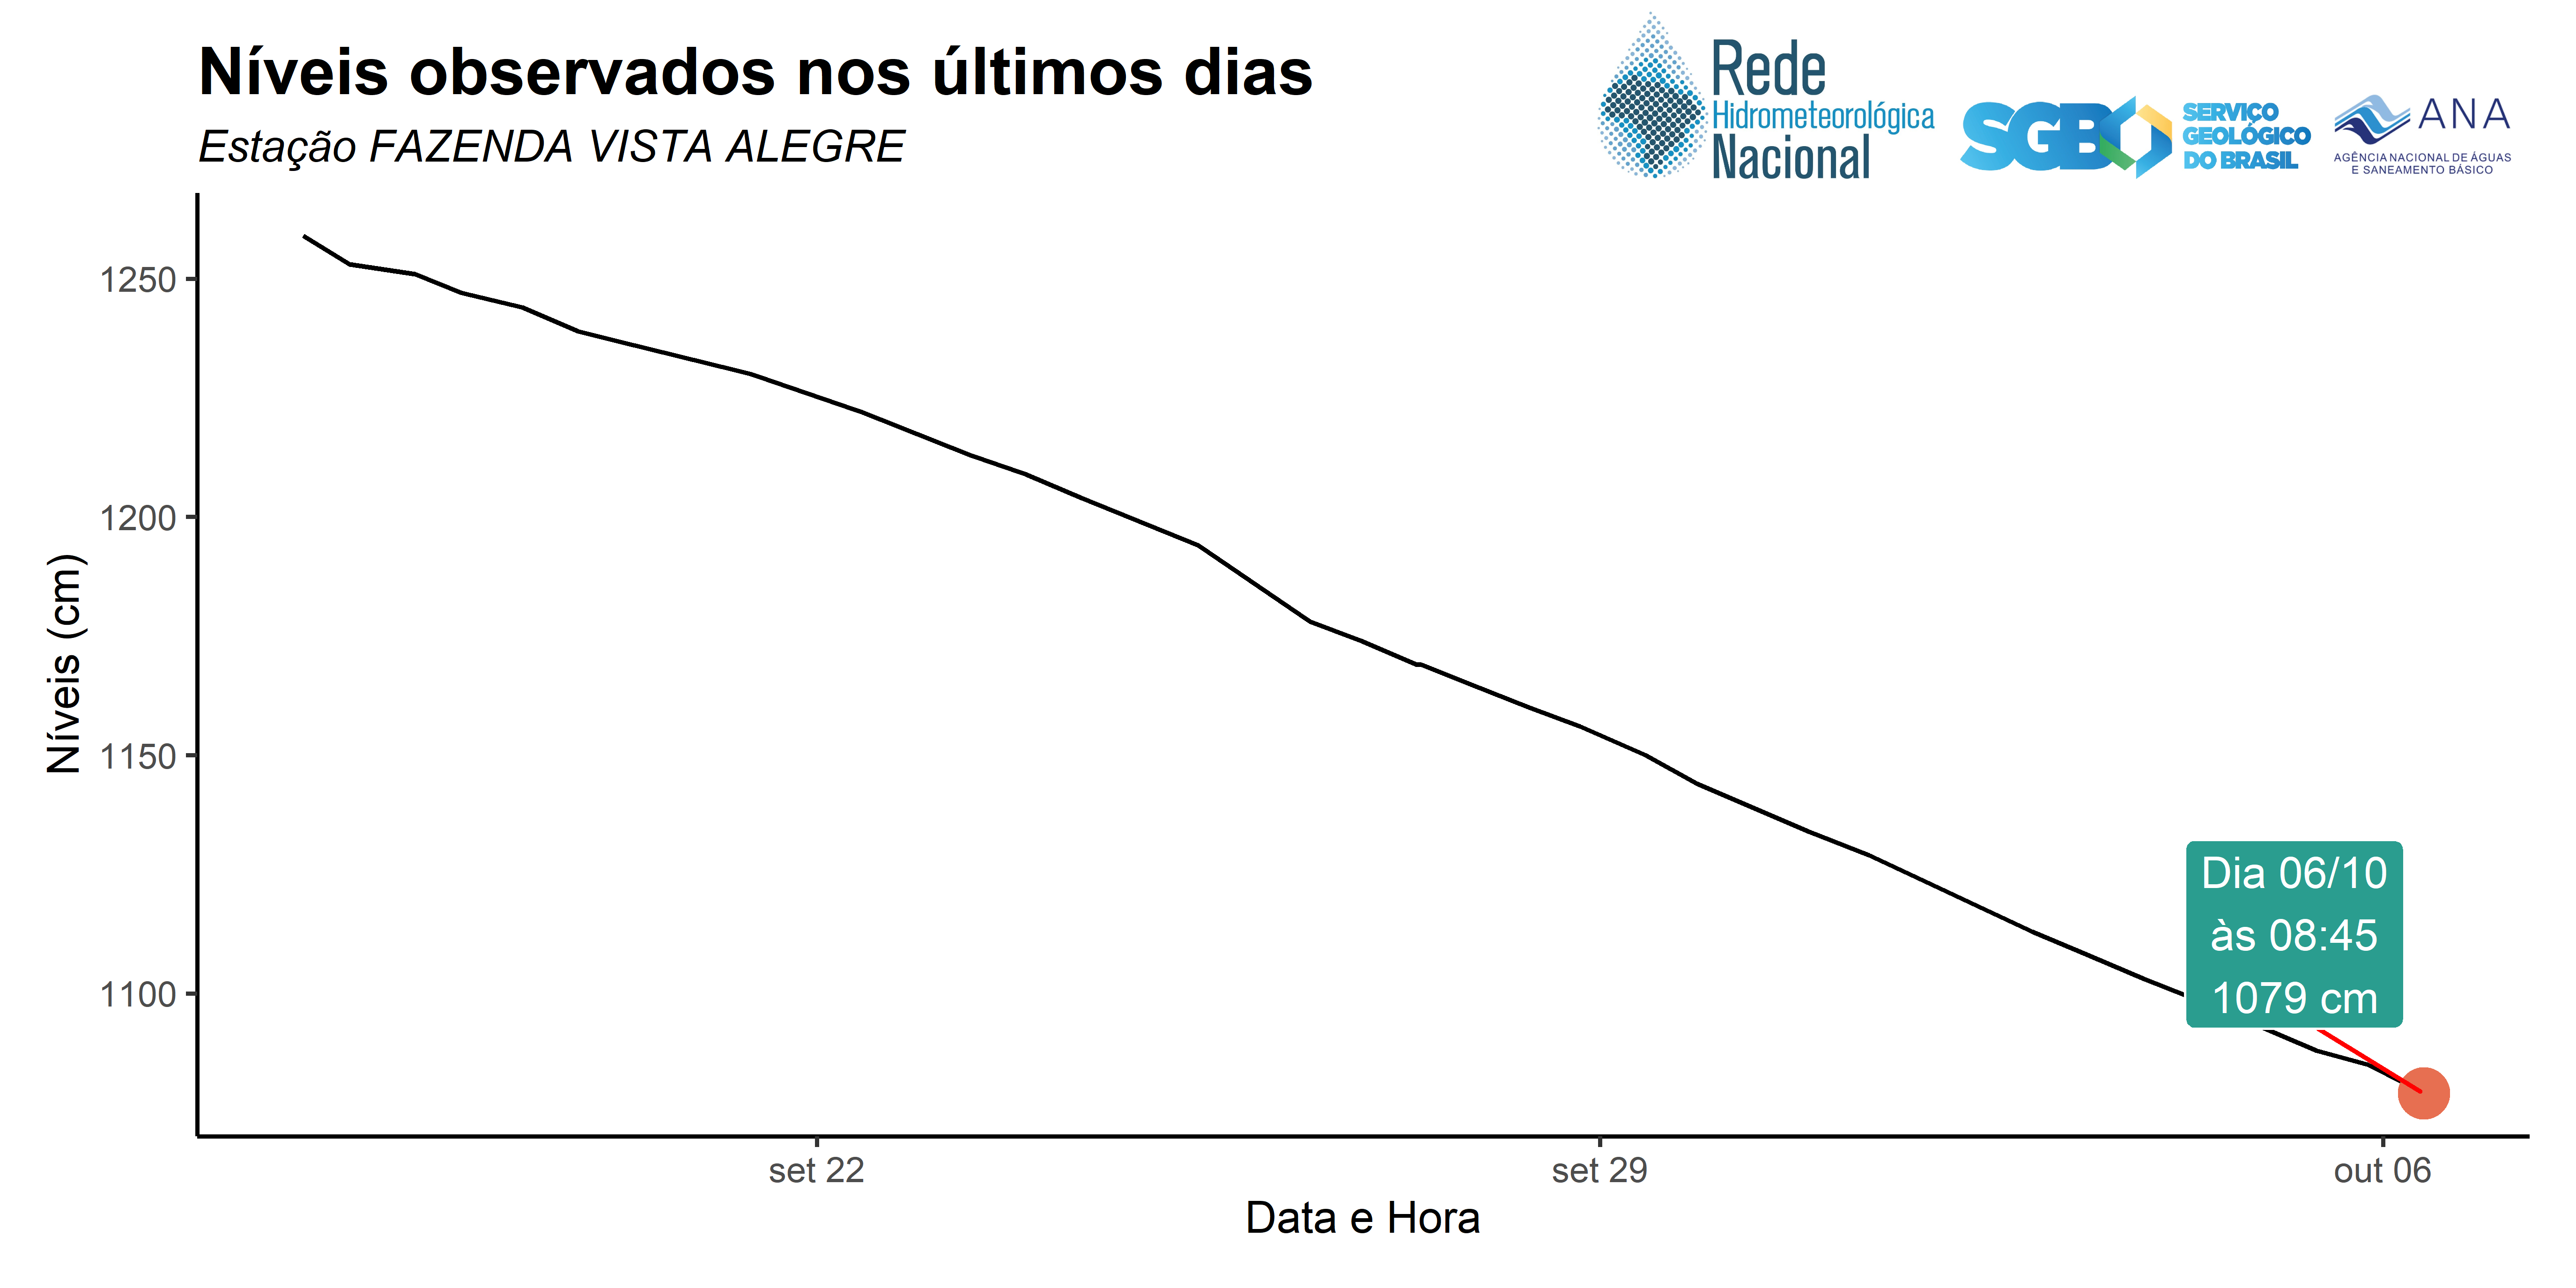 Níveis observados nos últimos dias
Estação FAZENDA VISTA ALEGRE
Rede
Hidrometeorológica
Nacional
SGB
SERVIÇO
GEOLÓGICO
DO BRASIL
ANA
AGÊNCIA NACIONAL DE ÁGUAS
E SANEAMENTO BÁSICO
Níveis (cm)
1250
1200
1150
1100
Dia 06/10
às 08:45
1079 cm
set 22
set 29
out 06
Data e Hora